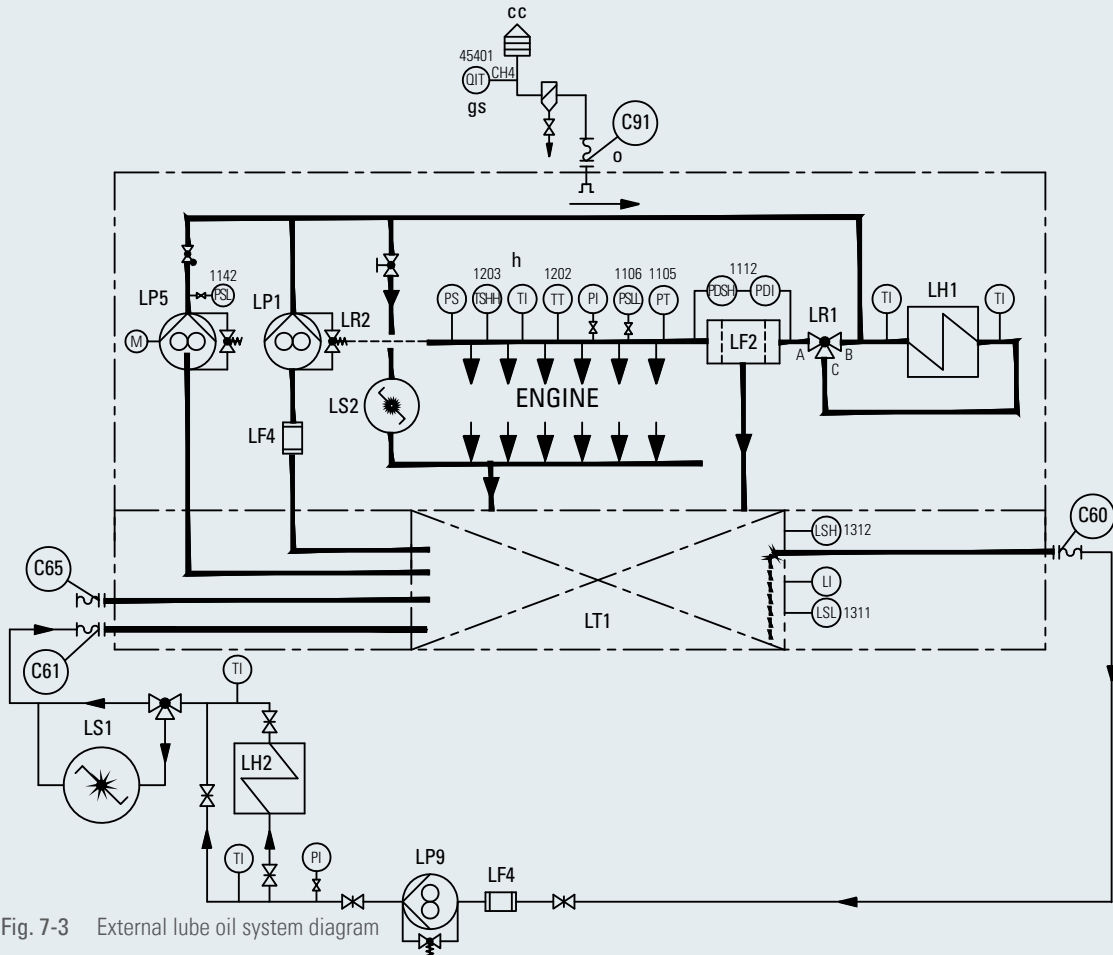 cc
45401
QIT CH4
gs
C91
o
1142
PSL
LP5
M
LP1
LR2
LF4
LS2
h
1203 1202 1106 1105
PS TSHH TI TT PI PSLL PT
1112
PDSH PDI
LF2
LR1
A B
C
TI LH1 TI
ENGINE
C65
C61
LT1
LSH 1312
LI
LSL 1311
C60
TI
LS1
LH2
TI PI
LP9
LF4
Fig. 7-3 External lube oil system diagram